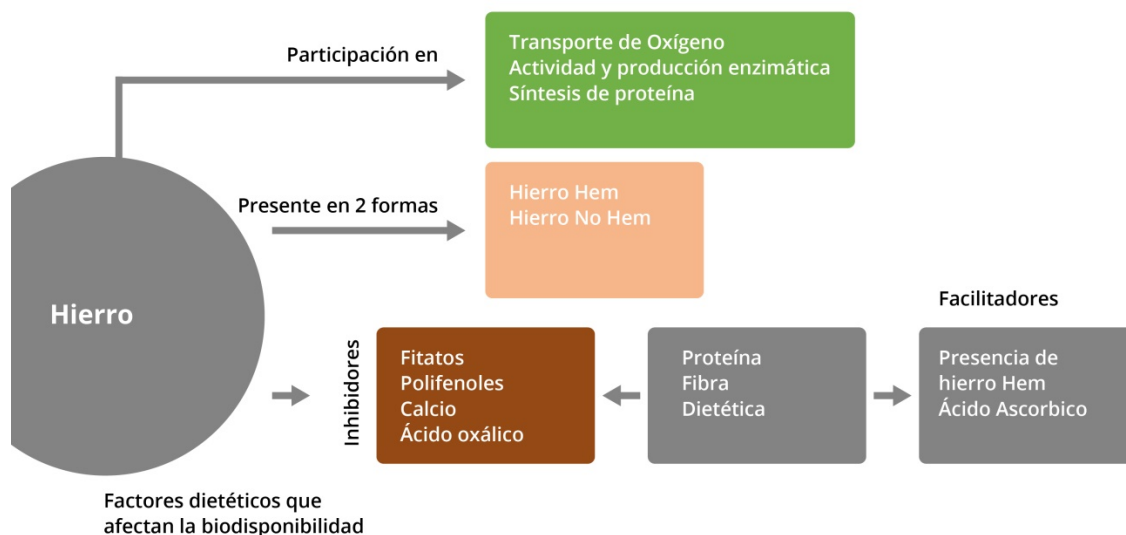 Participación en
Transporte de Oxígeno
Actividad y producción enzimática
Síntesis de proteína
Presente en 2 formas
Hierro Hem
Hierro No Hem
Hierro
Inhibidores
Fitatos
Polifenoles
Calcio
Ácido oxálico
Proteína
Fibra
Dietética
Facilitadores
Presencia de
hierro Hem
Ácido Ascorbico
Factores dietéticos que
afectan la biodisponibilidad